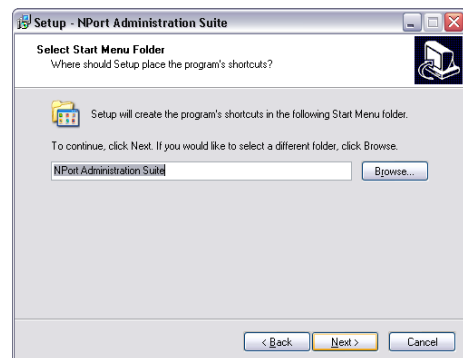 Setup - NPort Administration Suite
Select Start Menu Folder
Where should Setup place the program's shortcuts?
Setup will create the program's shortcuts in the following Start Menu folder.
To continue, click Next. If you would like to select a different folder, click Browse.
NPort Administration Suite
Browse...
< Back
Next >
Cancel